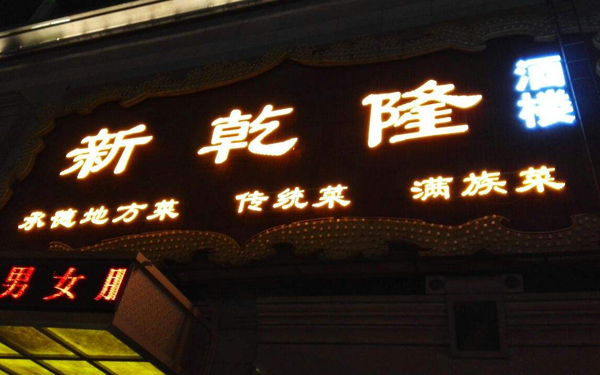 新乾隆
酒楼
承德地方菜 传统菜 满族菜
男女